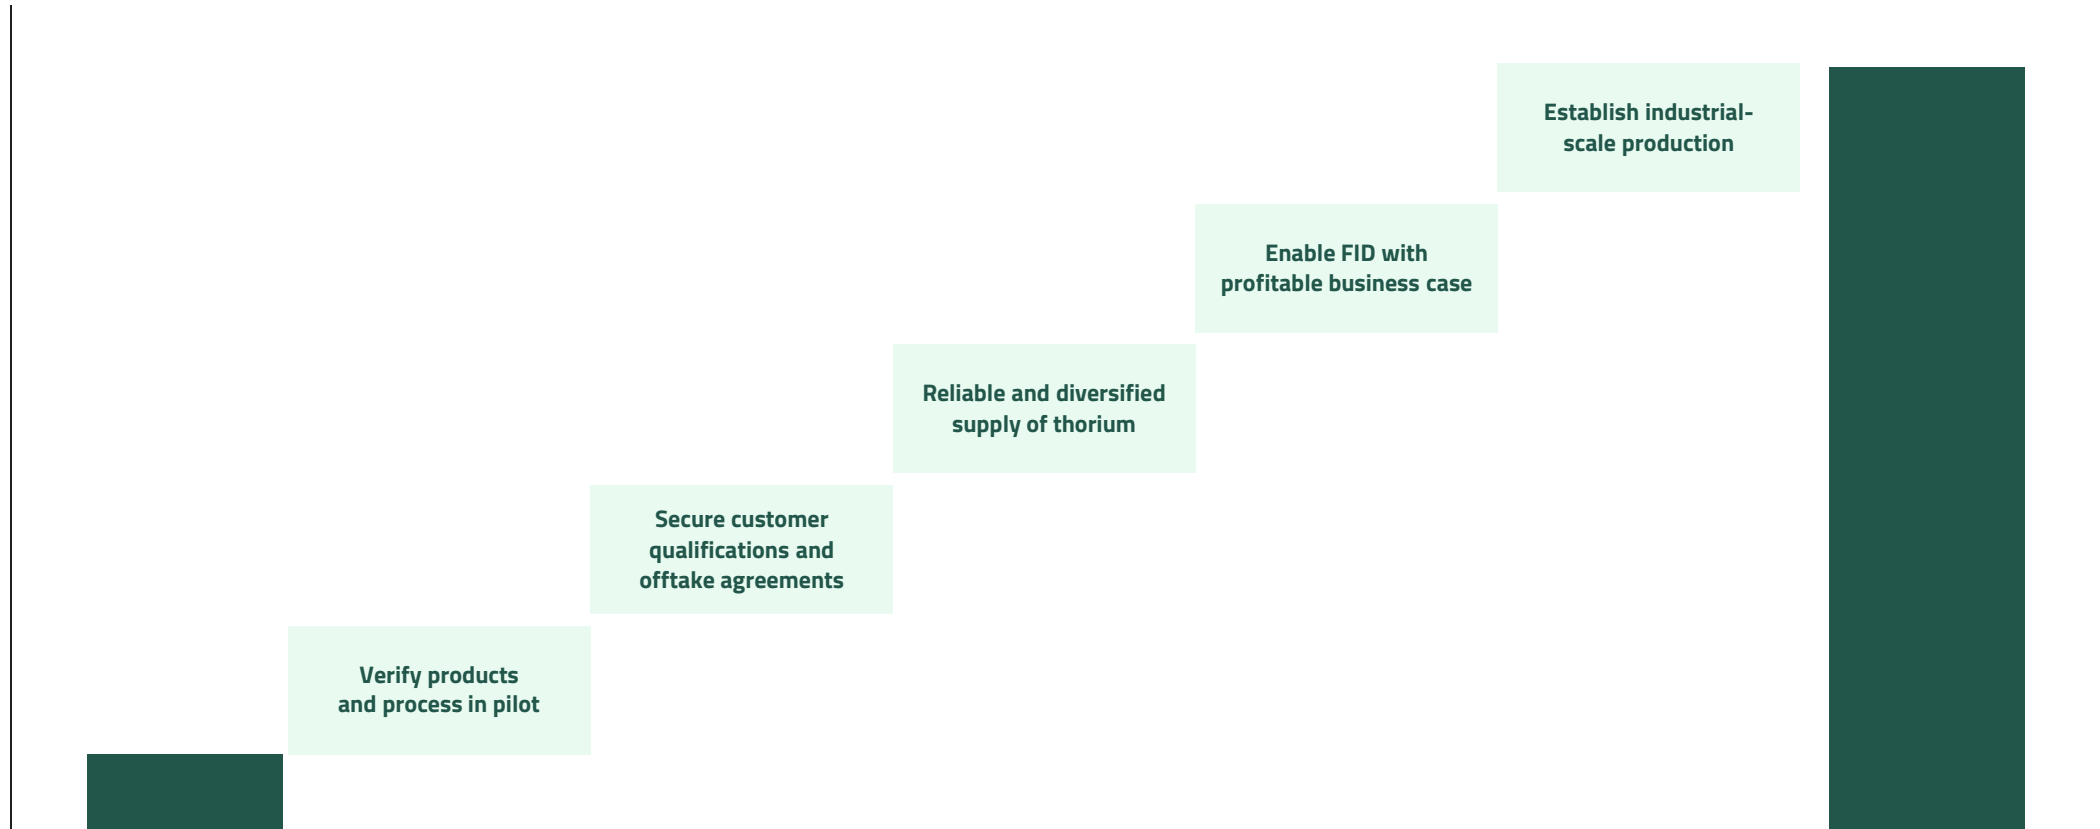 Establish industrial-
scale production
Enable FID with
profitable business case
Reliable and diversified
supply of thorium
Secure customer
qualifications and
offtake agreements
Verify products
and process in pilot